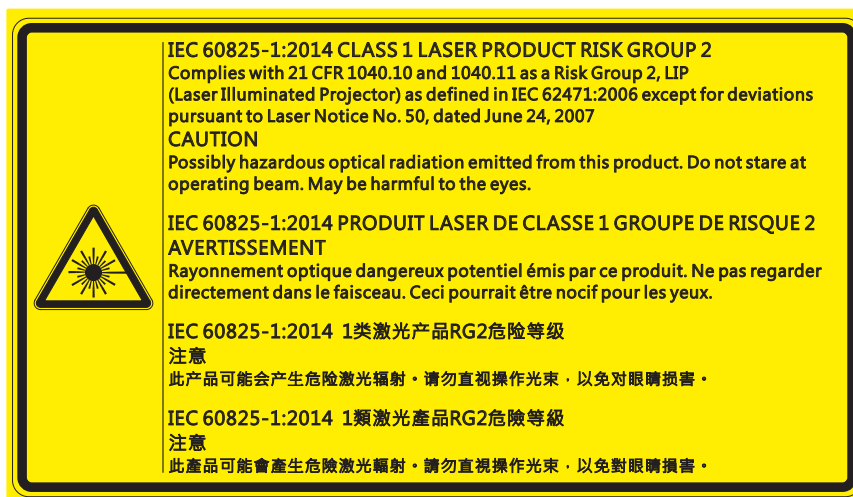 IEC 60825-1:2014 CLASS 1 LASER PRODUCT RISK GROUP 2
Complies with 21 CFR 1040.10 and 1040.11 as a Risk Group 2, LIP
(Laser Illuminated Projector) as defined in IEC 62471:2006 except for deviations
pursuant to Laser Notice No. 50, dated June 24, 2007
CAUTION
Possibly hazardous optical radiation emitted from this product. Do not stare at
operating beam. May be harmful to the eyes.
IEC 60825-1:2014 PRODUIT LASER DE CLASSE 1 GROUPE DE RISQUE 2
AVERTISSEMENT
Rayonnement optique dangereux potentiel émis par ce produit. Ne pas regarder
directement dans le faisceau. Ceci pourrait être nocif pour les yeux.
IEC 60825-1:2014 1类激光产品RG2危险等级
注意
此产品可能会产生危险激光辐射。请勿直视操作光束，以免对眼睛损害。
IEC 60825-1:2014 1類激光產品RG2危險等級
注意
此產品可能會產生危險激光輻射。請勿直視操作光束，以免對眼睛損害。